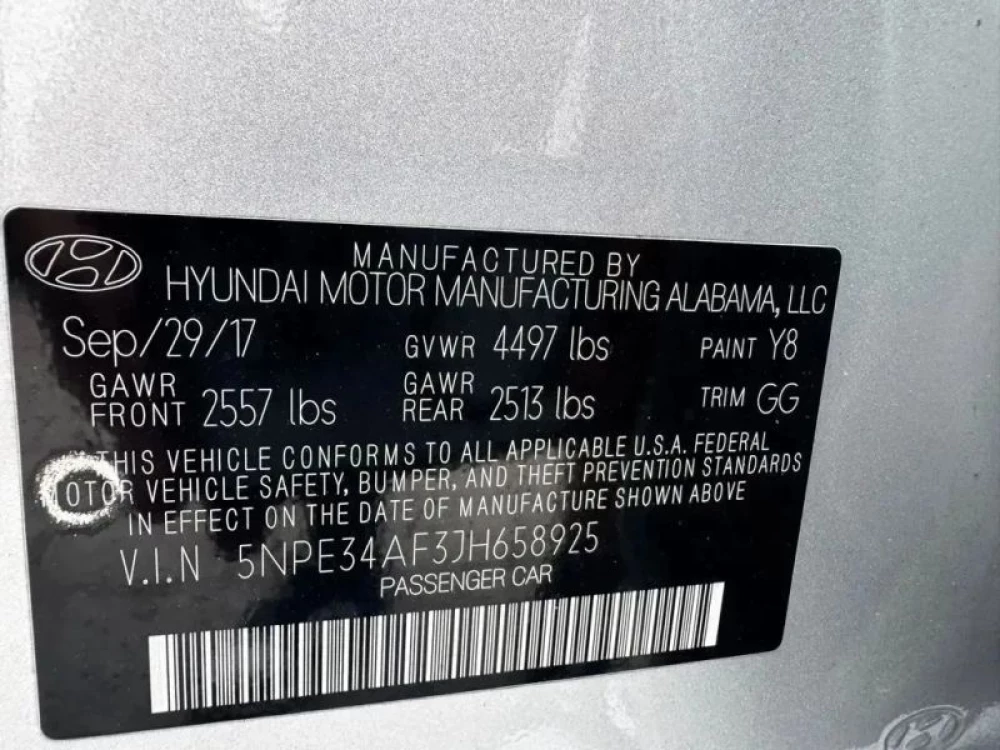 MANUFACTURED BY
HYUNDAI MOTOR MANUFACTURING ALABAMA, LLC
Sep/29/17 GVWR 4497 lbs PAINT Y8
GAWR FRONT 2557 lbs GAWR REAR 2513 lbs TRIM GG
THIS VEHICLE CONFORMS TO ALL APPLICABLE U.S.A. FEDERAL
MOTOR VEHICLE SAFETY, BUMPER, AND THEFT PREVENTION STANDARDS
IN EFFECT ON THE DATE OF MANUFACTURE SHOWN ABOVE
V.I.N 5NPE34AF3JH658925
PASSENGER CAR